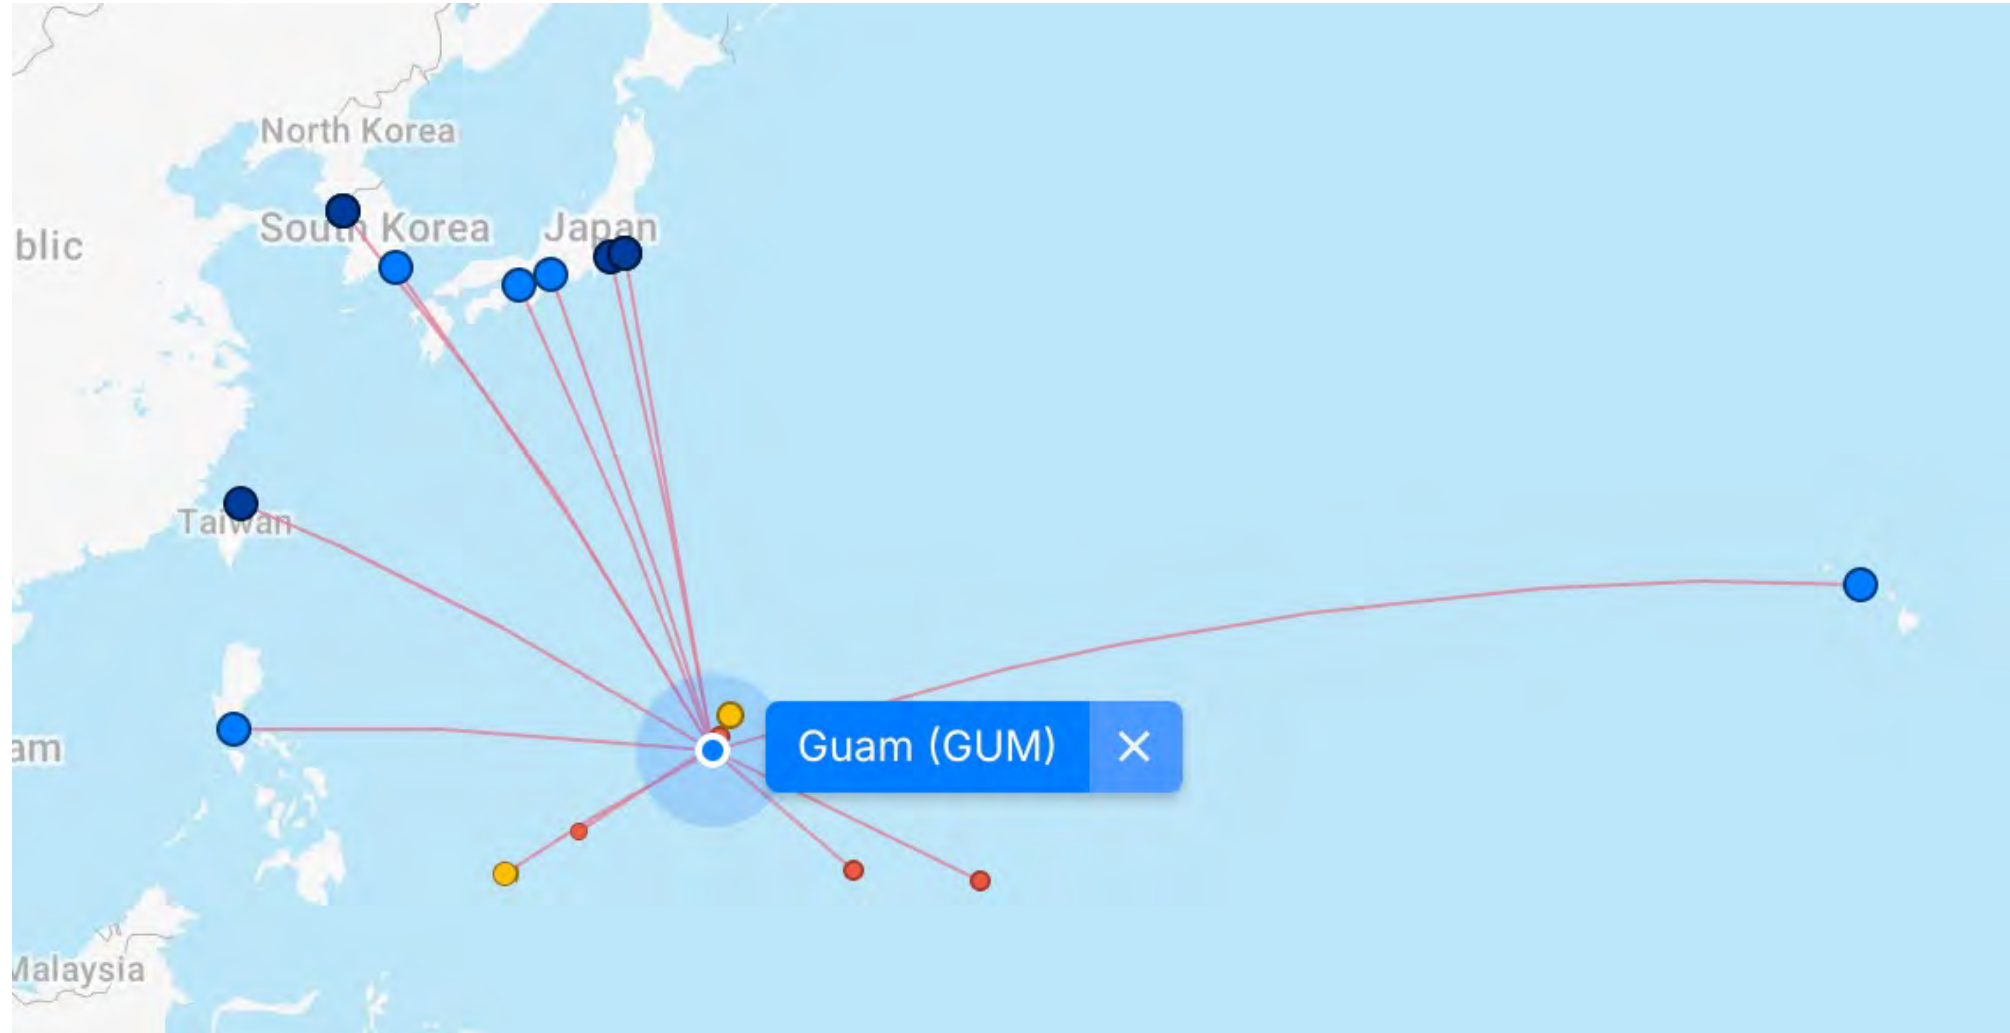 North Korea
South Korea
Japan
blic
Taiwan
am
Guam (GUM)
Malaysia